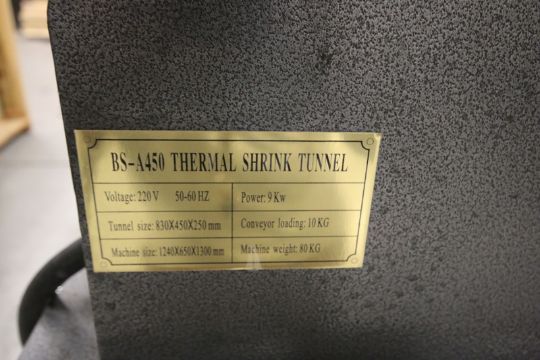 BS-A450 THERMAL SHRINK TUNNEL
Voltage: 220 V 50-60 HZ Power: 9 Kw
Tunnel size: 830X450X250 mm Conveyor loading: 10 KG
Machine size: 1240X650X1300 mm Machine weight: 80 KG